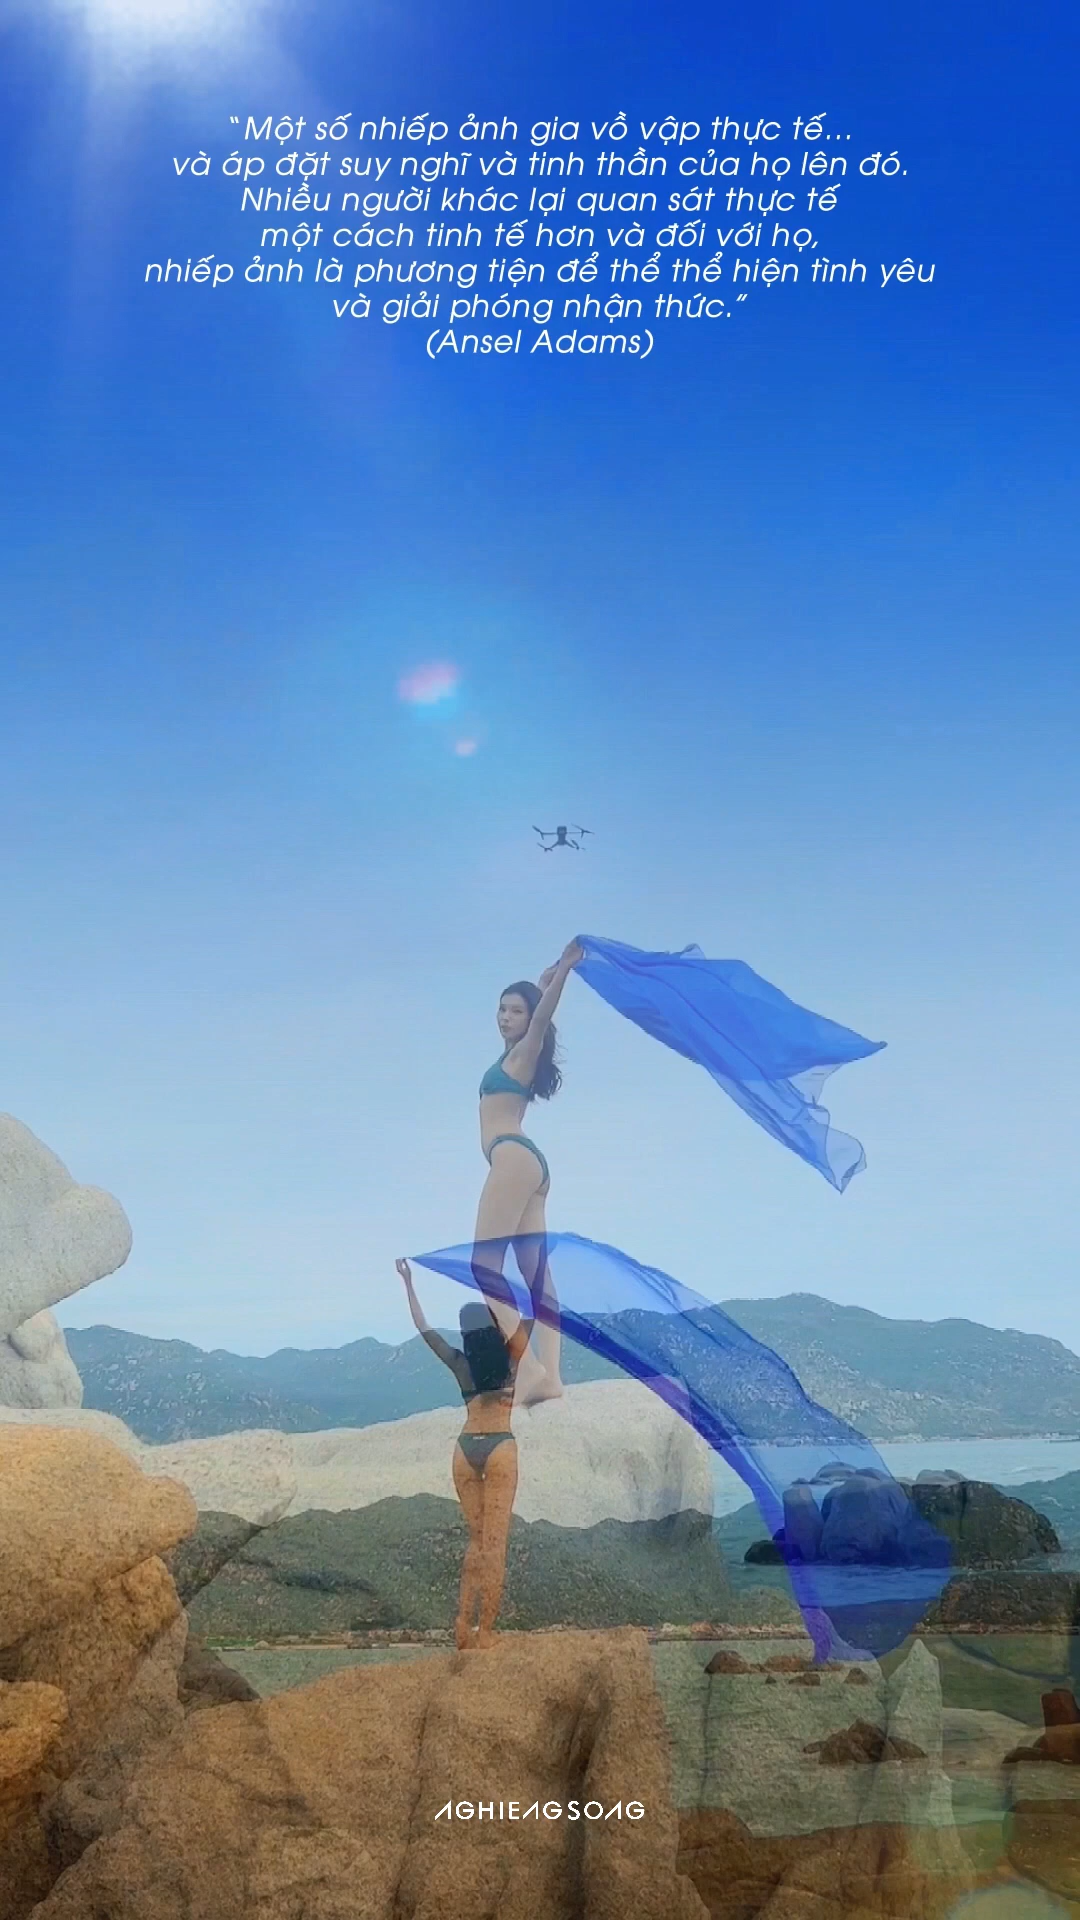 “Một số nhiếp ảnh gia vồ vập thực tế...
và áp đặt suy nghĩ và tinh thần của họ lên đó.
Nhiều người khác lại quan sát thực tế
một cách tinh tế hơn và đối với họ,
nhiếp ảnh là phương tiện để thể thể hiện tình yêu
và giải phóng nhận thức.”
(Ansel Adams)
AGHIEAGSOAG